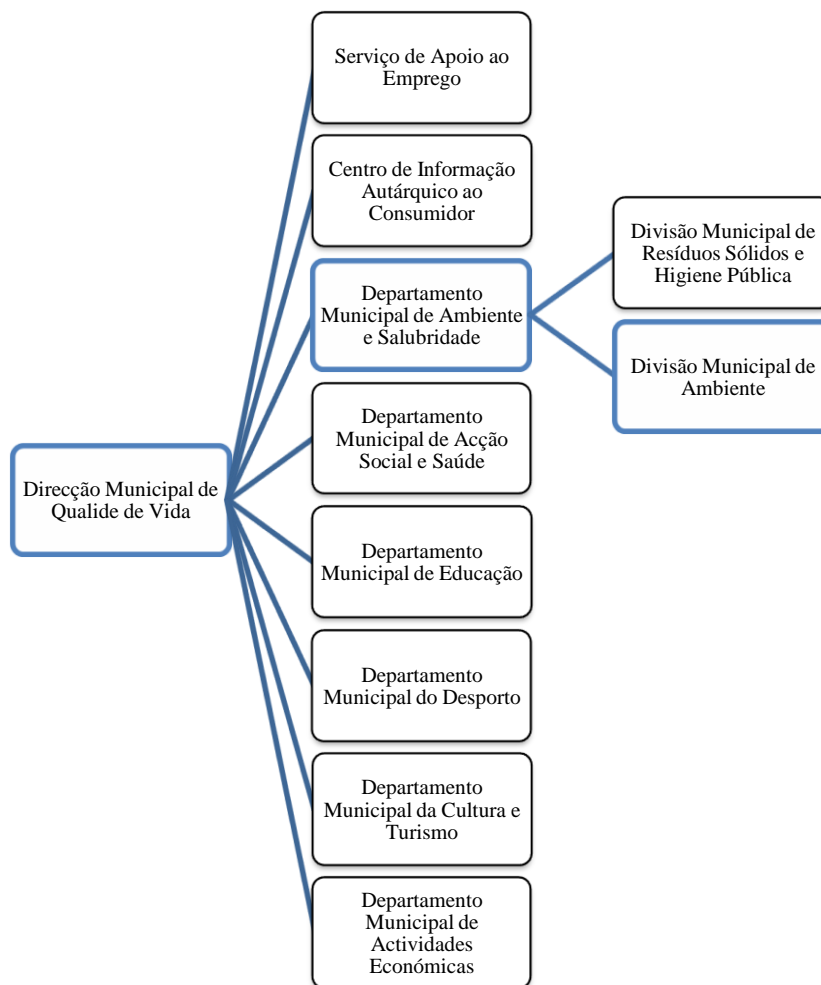 Serviço de Apoio ao
Emprego
Centro de Informação
Autárquico ao
Consumidor
Departamento
Municipal de Ambiente
e Salubridade
Divisão Municipal de
Resíduos Sólidos e
Higiene Pública
Divisão Municipal de
Ambiente
Departamento
Municipal de Acção
Social e Saúde
Direcção Municipal de
Qualide de Vida
Departamento
Municipal de Educação
Departamento
Municipal do Desporto
Departamento
Municipal da Cultura e
Turismo
Departamento
Municipal de
Actividades
Económicas